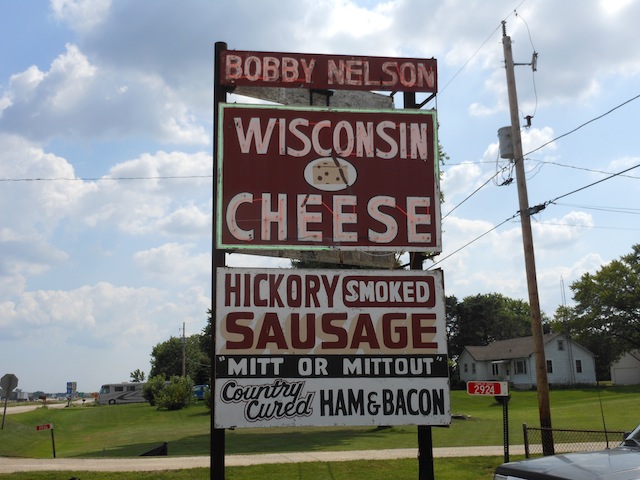 BOBBY NELSON
WISCONSIN
CHEESE
HICKORY SMOKED
SAUSAGE
"MITT OR MITTOUT"
Country Cured HAM & BACON
2924